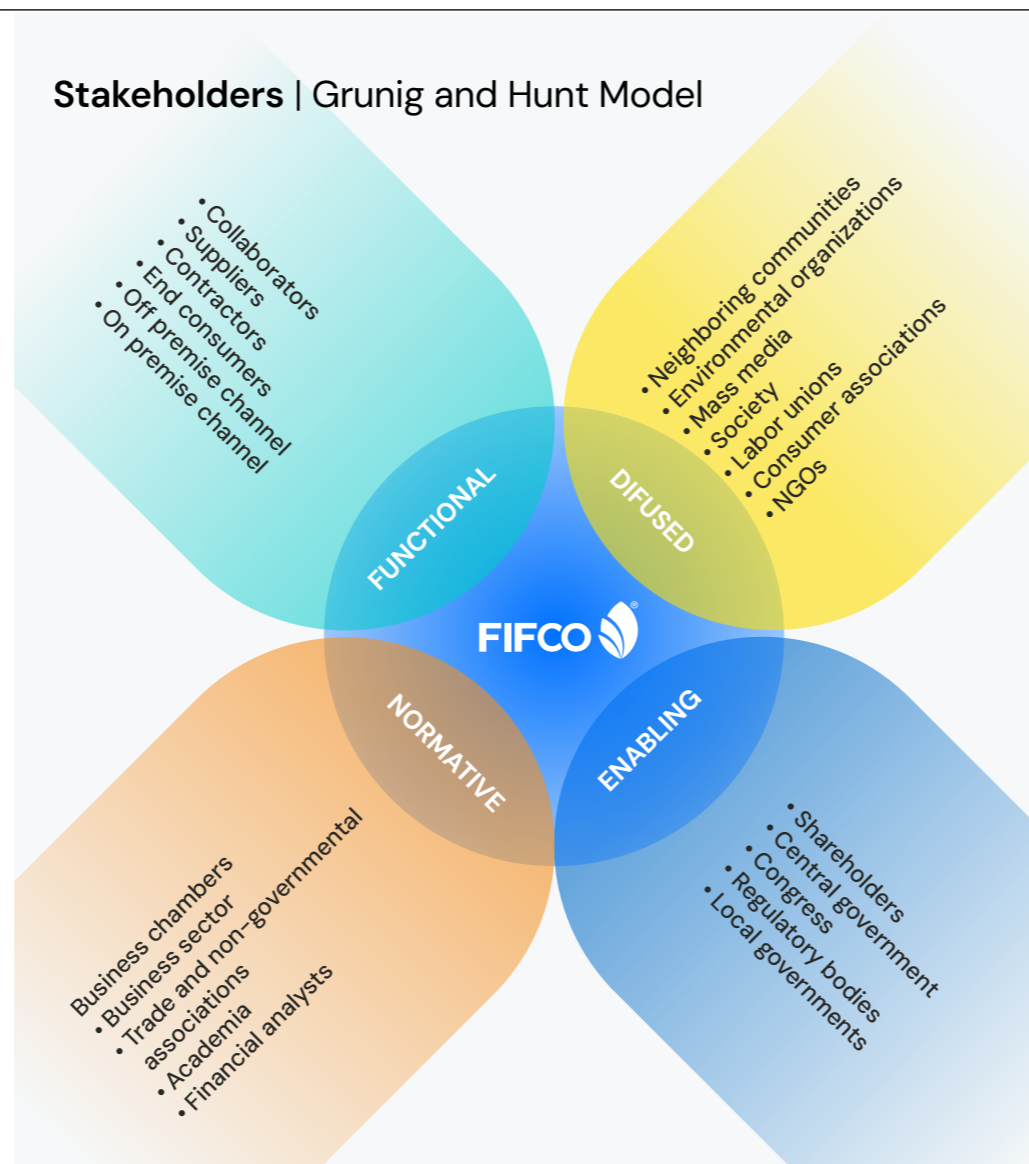 Stakeholders | Grunig and Hunt Model
• Collaborators
• Suppliers
• Contractors
• End consumers
• Off premise channel
• On premise channel
FUNCTIONAL
• Neighboring communities
• Environmental organizations
• Mass media
• Society
• Labor unions
• Consumer associations
• NGOs
DIFUSED
FIFCO ®
NORMATIVE
Business chambers
• Business sector
• Trade and non-governmental
associations
• Academia
• Financial analysts
ENABLING
• Shareholders
• Central government
• Congress
• Regulatory bodies
• Local governments